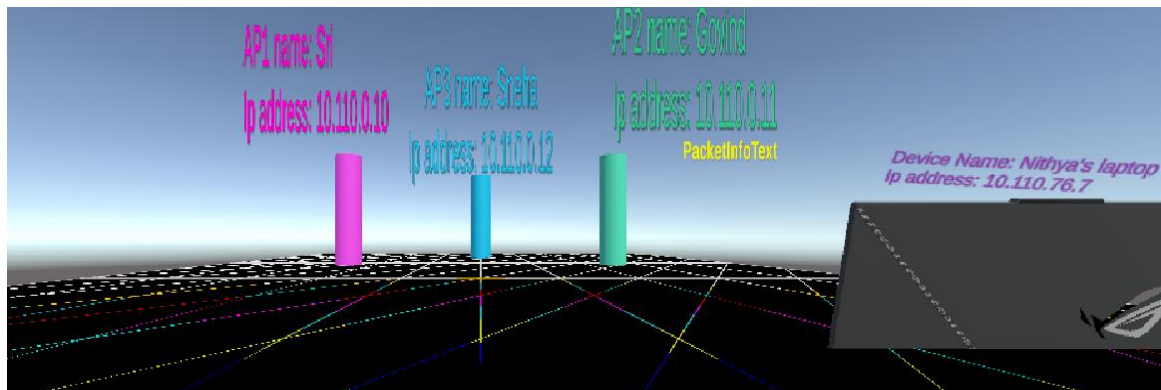 AP1 name: Sri
Ip address: 10.110.0.10
AP3 name: Sneha
Ip address: 10.110.0.12
AP2 name: Govind
Ip address: 10.110.0.11
PacketInfoText
Device Name: Nithya's laptop
Ip address: 10.110.76.7